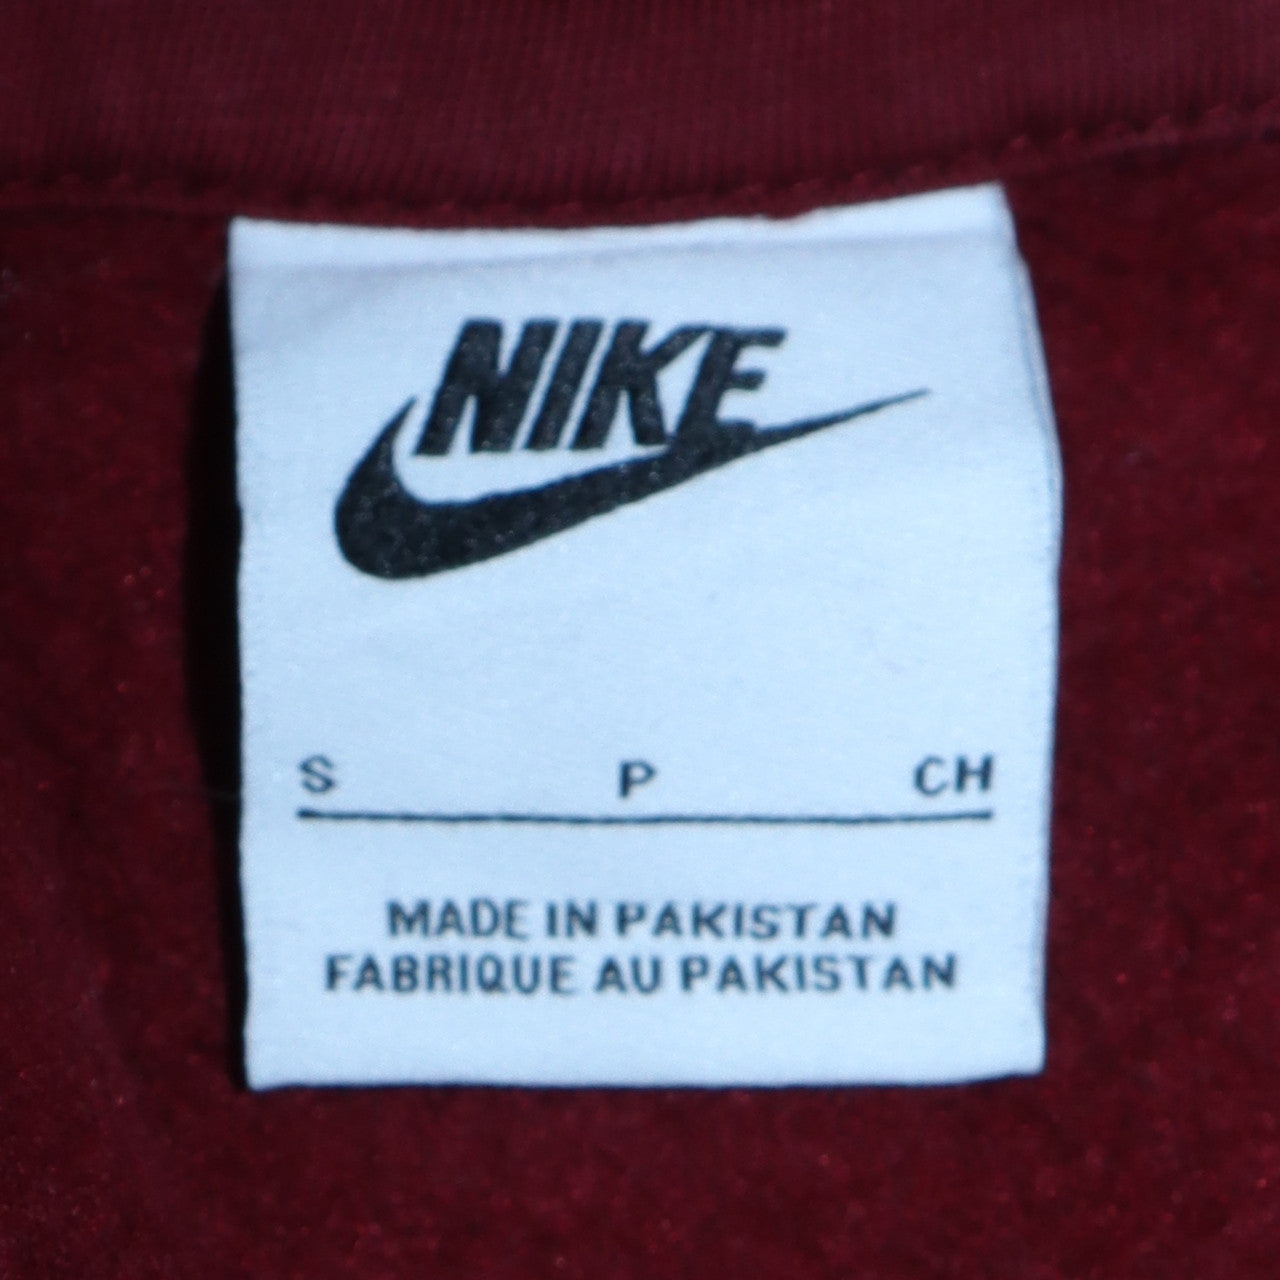 NIKE
S P CH
MADE IN PAKISTAN
FABRIQUE AU PAKISTAN